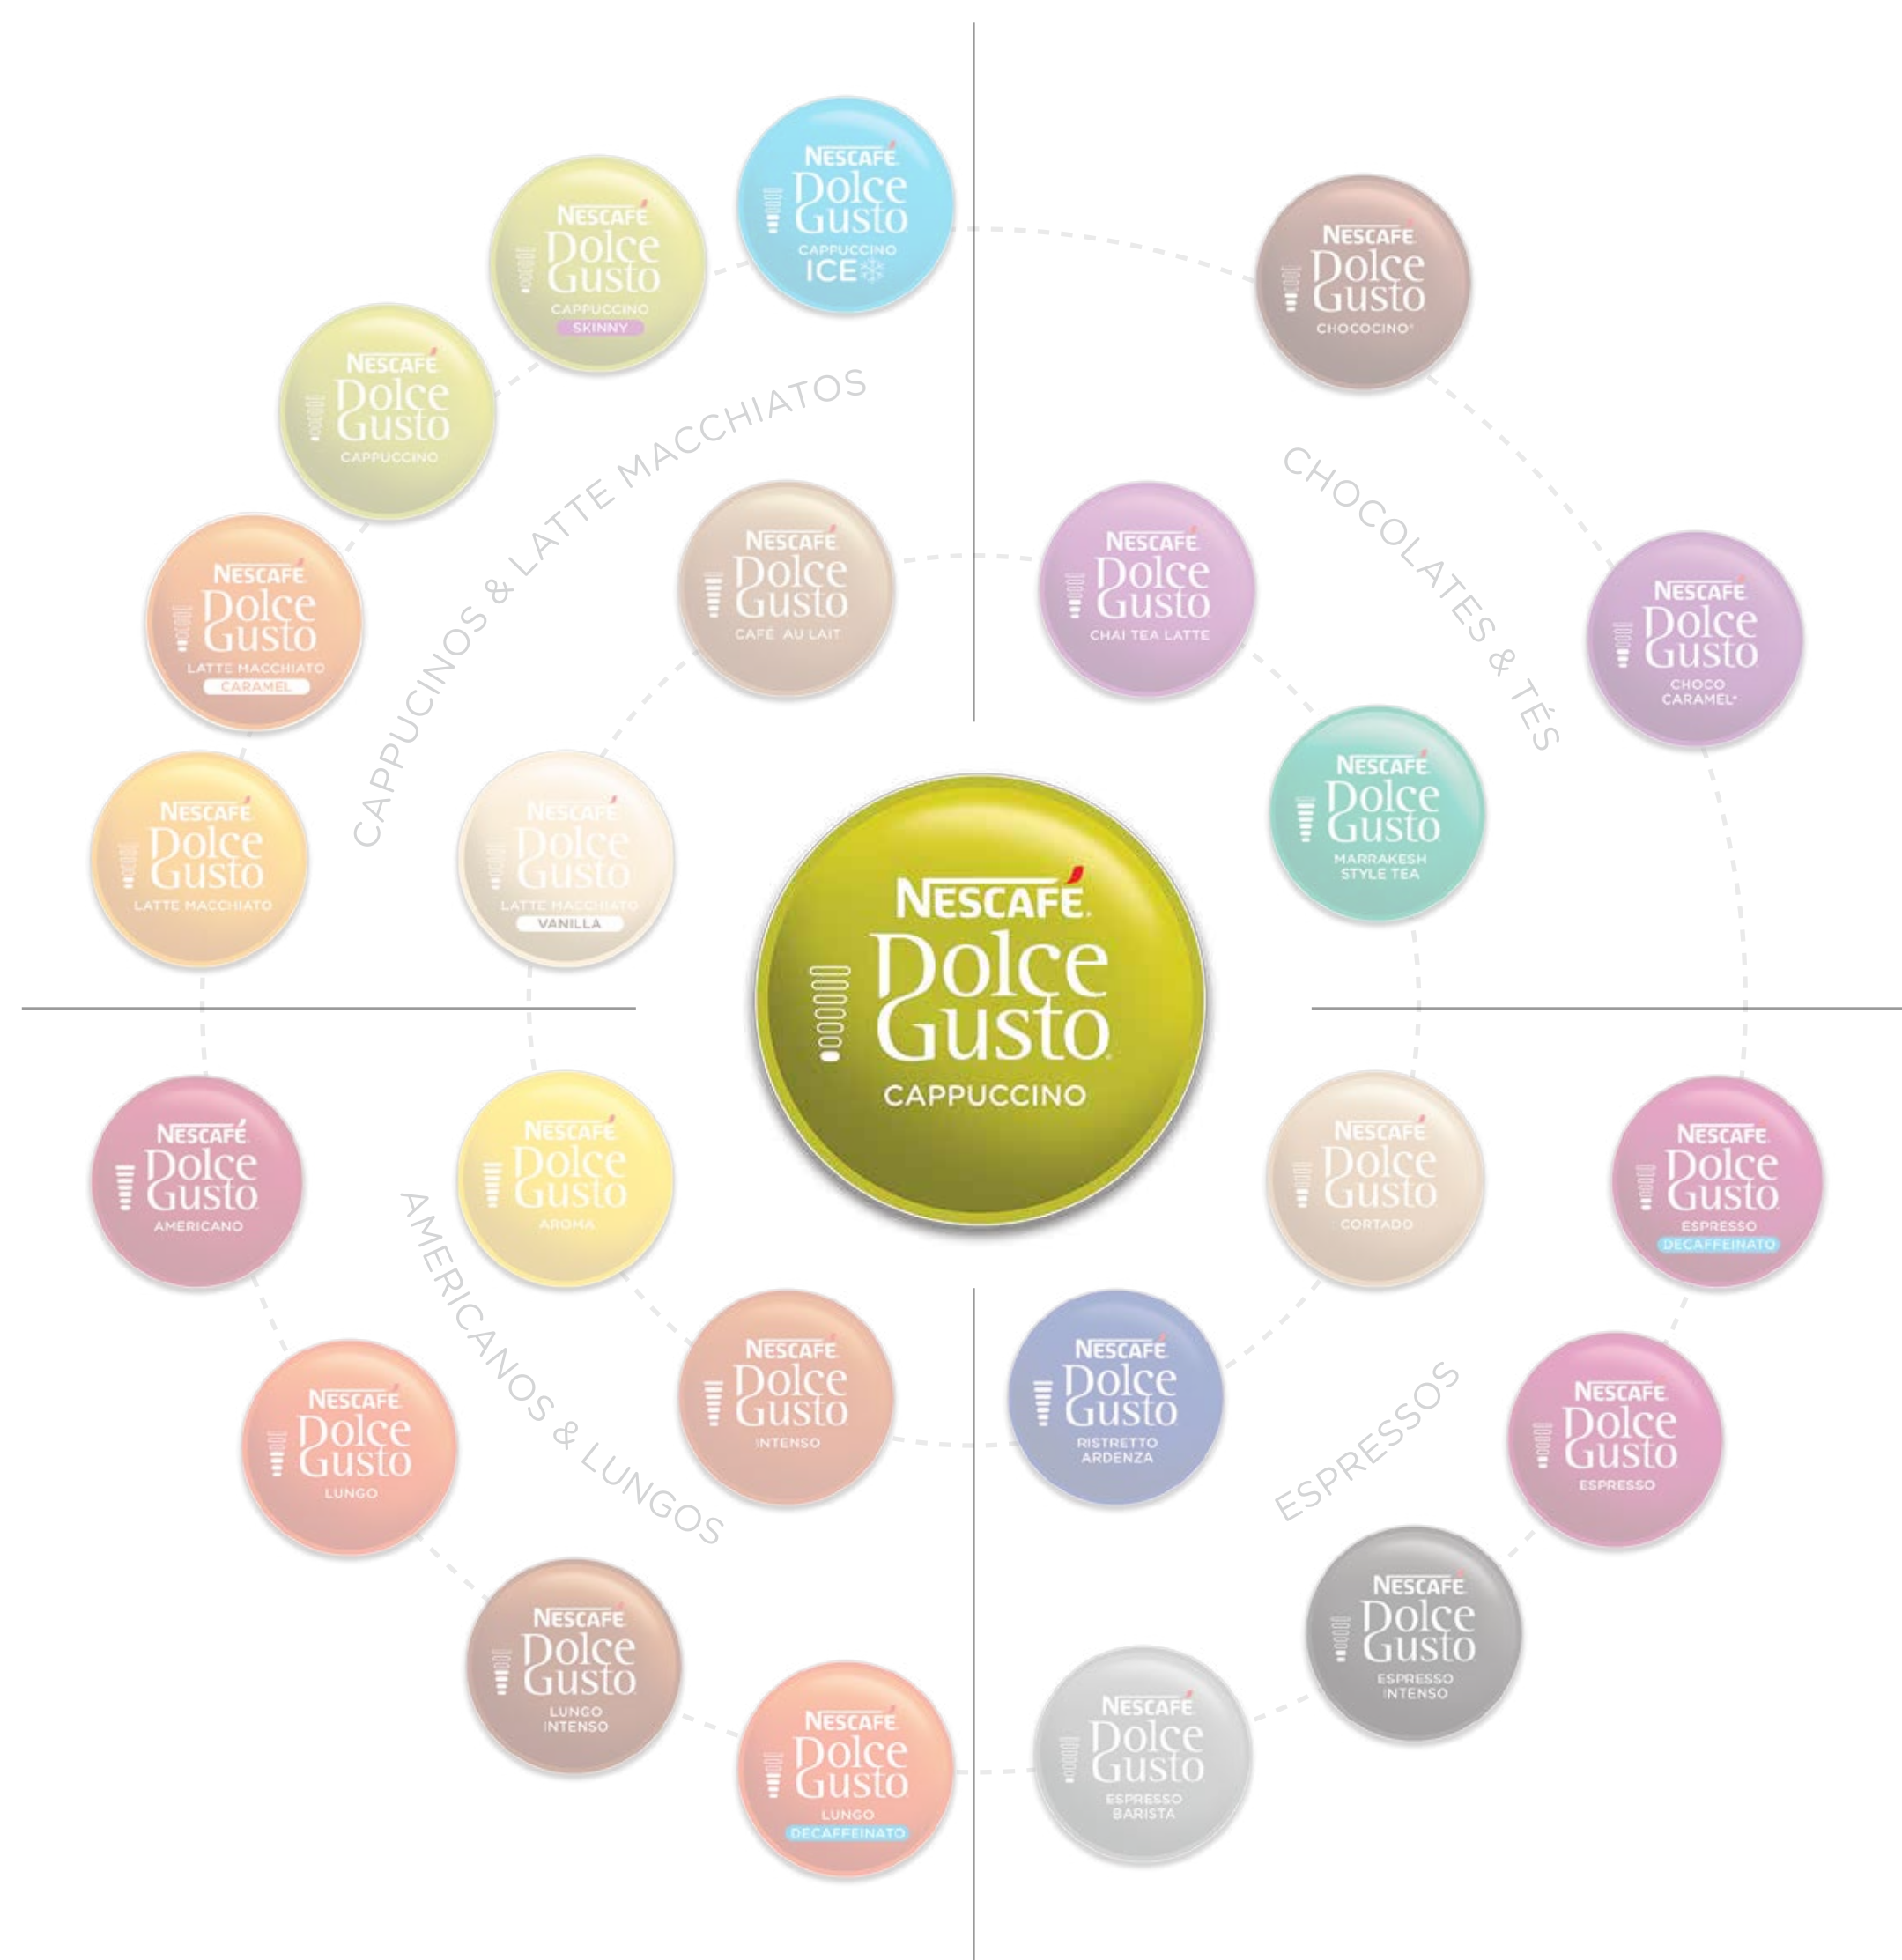 NESCAFÉ
Dolce
Gusto
CAPPUCCINO
ICE
NESCAFÉ
Dolce
Gusto
CAPPUCCINO
SKINNY
NESCAFÉ
Dolce
Gusto
CAPPUCCINO
NESCAFÉ
Dolce
Gusto
LATTE MACCHIATO
CARAMEL
NESCAFÉ
Dolce
Gusto
LATTE MACCHIATO
CAPPUCINOS & LATTE MACCHIATOS
NESCAFÉ
Dolce
Gusto
CAFÉ AU LAIT
NESCAFÉ
Dolce
Gusto
LATTE MACCHIATO
VANILLA
NESCAFÉ
Dolce
Gusto
CHOCOCINO*
NESCAFÉ
Dolce
Gusto
CHOCO
CARAMEL*
CHOCOLATES & TÉS
NESCAFÉ
Dolce
Gusto
CHAI TEA LATTE
NESCAFÉ
Dolce
Gusto
MARRAKESH
STYLE TEA
NESCAFÉ.
Dolce
Gusto
CAPPUCCINO
NESCAFÉ
Dolce
Gusto
AMERICANO
NESCAFÉ
Dolce
Gusto
AROMA
NESCAFÉ
Dolce
Gusto
INTENSO
AMERICANOS & LUNGOS
NESCAFÉ
Dolce
Gusto
LUNGO
NESCAFÉ
Dolce
Gusto
LUNGO
INTENSO
NESCAFÉ
Dolce
Gusto
LUNGO
DECAFFEINATO
NESCAFÉ
Dolce
Gusto
CORTADO
NESCAFÉ
Dolce
Gusto
RISTRETTO
ARDENZA
ESPRESSOS
NESCAFÉ
Dolce
Gusto
ESPRESSO
DECAFFEINATO
NESCAFÉ
Dolce
Gusto
ESPRESSO
NESCAFÉ
Dolce
Gusto
ESPRESSO
INTENSO
NESCAFÉ
Dolce
Gusto
ESPRESSO
BARISTA